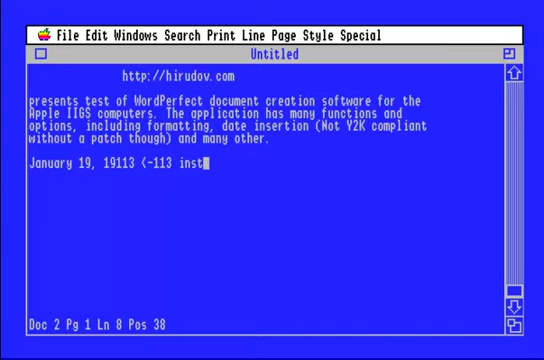 File Edit Windows Search Print Line Page Style Special
Untitled
http://hirudov.com
presents test of WordPerfect document creation software for the
Apple IIGS computers. The application has many functions and
options, including formatting, date insertion (Not Y2K compliant
without a patch though) and many other.
January 19, 19113 <-113 inst
Doc 2 Pg 1 Ln 8 Pos 38